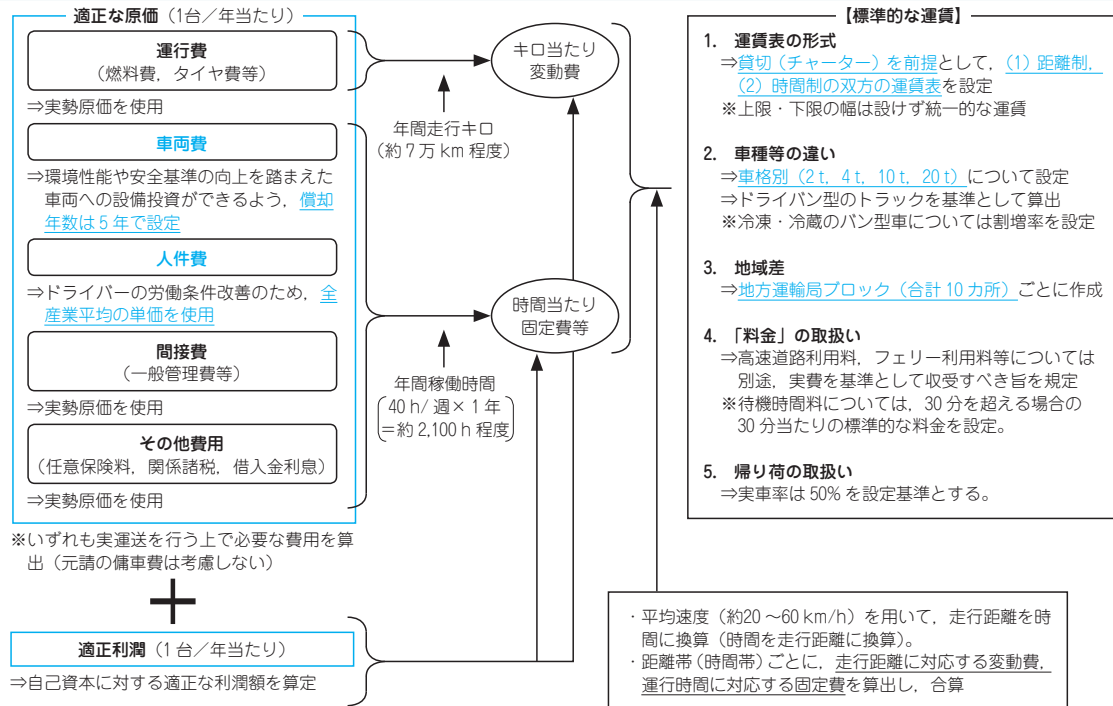 適正な原価（1台／年当たり）
運行費
（燃料費，タイヤ費等）
⇒実勢原価を使用
車両費
⇒環境性能や安全基準の向上を踏まえた
車両への設備投資ができるよう，償却
年数は5年で設定
人件費
⇒ドライバーの労働条件改善のため，全
産業平均の単価を使用
間接費
（一般管理費等）
⇒実勢原価を使用
その他費用
（任意保険料，関係諸税，借入金利息）
⇒実勢原価を使用
※いずれも実運送を行う上で必要な費用を算
出（元請の傭車費は考慮しない）
＋
適正利潤（1台／年当たり）
⇒自己資本に対する適正な利潤額を算定
キロ当たり
変動費
年間走行キロ
（約7万km程度）
時間当たり
固定費等
年間稼働時間
（40 h/ 週×1年
＝約2,100 h 程度）
【標準的な運賃】
1. 運賃表の形式
⇒貸切（チャーター）を前提として，（1）距離制，
（2）時間制の双方の運賃表を設定
※上限・下限の幅は設けず統一的な運賃
2. 車種等の違い
⇒車格別（2 t，4 t，10 t，20 t）について設定
⇒ドライバン型のトラックを基準として算出
※冷凍・冷蔵のバン型車については割増率を設定
3. 地域差
⇒地方運輸局ブロック（合計10カ所）ごとに作成
4. 「料金」の取扱い
⇒高速道路利用料，フェリー利用料等については
別途，実費を基準として収受すべき旨を規定
※待機時間料については，30分を超える場合の
30分当たりの標準的な料金を設定。
5. 帰り荷の取扱い
⇒実車率は50%を設定基準とする。
・平均速度（約20～60 km/h）を用いて，走行距離を時
間に換算（時間を走行距離に換算）。
・距離帯（時間帯）ごとに，走行距離に対応する変動費，
運行時間に対応する固定費を算出し，合算